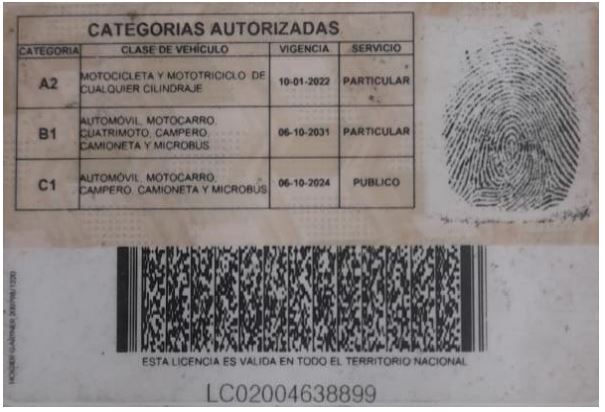 CATEGORIAS AUTORIZADAS
CATEGORIA CLASE DE VEHÍCULO VIGENCIA SERVICIO
A2 MOTOCICLETA Y MOTOTRICICLO DE CUALQUIER CILINDRAJE 10-01-2022 PARTICULAR
B1 AUTOMÓVIL, MOTOCARRO, CUATRIMOTO, CAMPERO, CAMIONETA Y MICROBÚS 06-10-2031 PARTICULAR
C1 AUTOMÓVIL, MOTOCARRO, CAMPERO, CAMIONETA Y MICROBÚS 06-10-2024 PUBLICO
ESTA LICENCIA ES VALIDA EN TODO EL TERRITORIO NACIONAL
LC02004638899